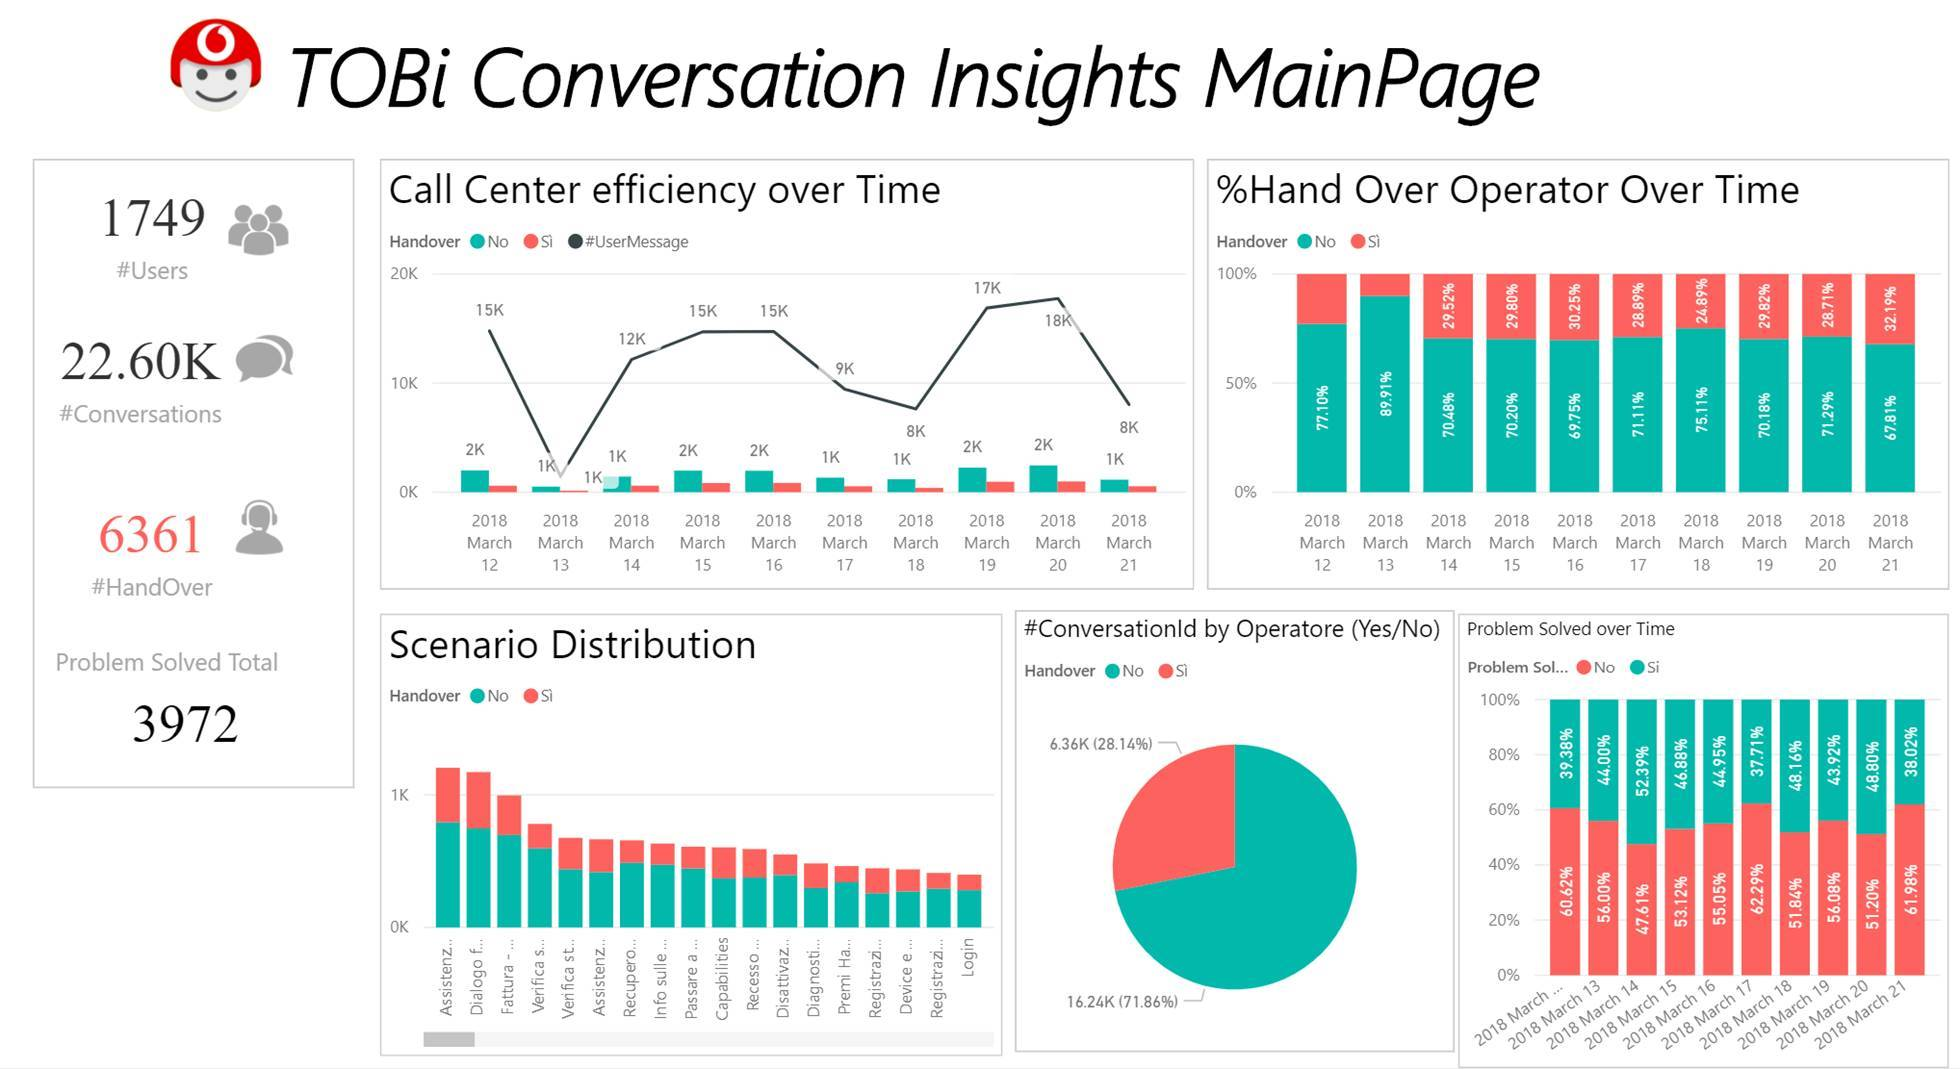 TOBi Conversation Insights MainPage
1749
#Users
22.60K
#Conversations
6361
#HandOver
Problem Solved Total
3972
Call Center efficiency over Time
Handover No Sì #UserMessage
20K
10K
0K
15K
1K
12K
15K
15K
9K
8K
17K
18K
8K
2K
1K
1K
2K
2K
1K
1K
2K
2K
1K
2018 March 12
2018 March 13
2018 March 14
2018 March 15
2018 March 16
2018 March 17
2018 March 18
2018 March 19
2018 March 20
2018 March 21
%Hand Over Operator Over Time
Handover No Sì
100%
50%
0%
29.52%
29.80%
30.25%
28.89%
24.89%
29.82%
28.71%
32.19%
77.10%
89.91%
70.48%
70.20%
69.75%
71.11%
75.11%
70.18%
71.29%
67.81%
2018 March 12
2018 March 13
2018 March 14
2018 March 15
2018 March 16
2018 March 17
2018 March 18
2018 March 19
2018 March 20
2018 March 21
Scenario Distribution
Handover No Sì
1K
0K
Assistenz...
Dialogo f...
Fattura - ...
Verifica s...
Verifica st...
Assistenz...
Recupero...
Info sulle ...
Passare a ...
Capabilities
Recesso ...
Disattivaz...
Diagnosti...
Premi Ha...
Registrazi...
Device e ...
Registrazi...
Login
#ConversationId by Operatore (Yes/No)
Handover No Sì
6.36K (28.14%)
16.24K (71.86%)
Problem Solved over Time
Problem Sol... No Si
100%
80%
60%
40%
20%
0%
39.38%
44.00%
52.39%
46.88%
44.95%
37.71%
48.16%
43.92%
48.80%
38.02%
60.62%
56.00%
47.61%
53.12%
55.05%
62.29%
51.84%
56.08%
51.20%
61.98%
2018 March ...
2018 March 13
2018 March 14
2018 March 15
2018 March 16
2018 March 17
2018 March 18
2018 March 19
2018 March 20
2018 March 21